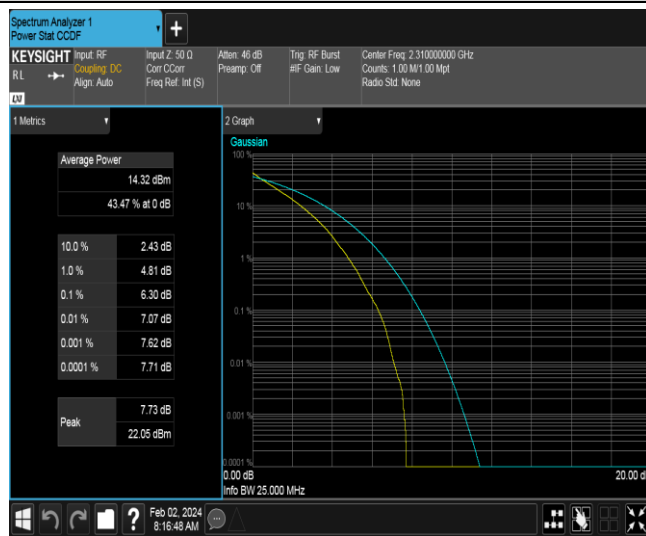 Spectrum Analyzer 1
Power Stat CCDF
KEYSIGHT
RL
LXI
Input: RF
Coupling: DC
Align: Auto
Input Z: 50 Ω
Corr CCorr
Freq Ref: Int (S)
Atten: 46 dB
Preamp: Off
Trig: RF Burst
#IF Gain: Low
Center Freq: 2.310000000 GHz
Counts: 1.00 M/1.00 Mpt
Radio Std: None
1 Metrics
Average Power
14.32 dBm
43.47 % at 0 dB
10.0 % 2.43 dB
1.0 % 4.81 dB
0.1 % 6.30 dB
0.01 % 7.07 dB
0.001 % 7.62 dB
0.0001 % 7.71 dB
Peak
7.73 dB
22.05 dBm
2 Graph
Gaussian
100 %
10 %
1 %
0.1 %
0.01 %
0.001 %
0.0001 %
0.00 dB
20.00 d
Info BW 25.000 MHz
Feb 02, 2024
8:16:48 AM